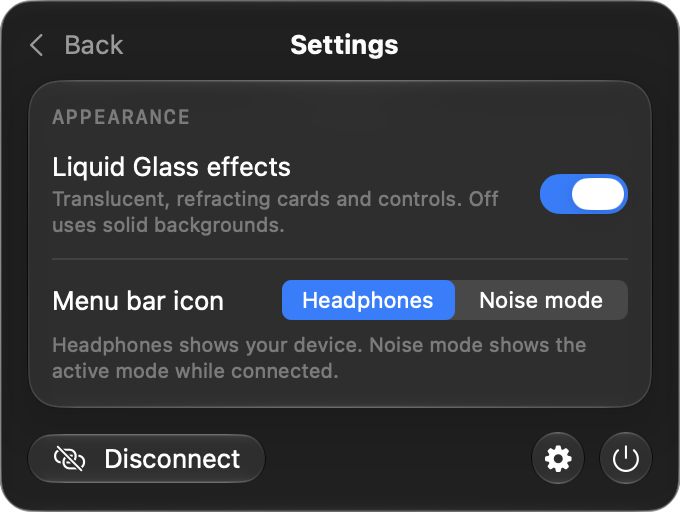 Back
Settings
APPEARANCE
Liquid Glass effects
Translucent, refracting cards and controls. Off
uses solid backgrounds.
Menu bar icon
Headphones
Noise mode
Headphones shows your device. Noise mode shows the
active mode while connected.
Disconnect